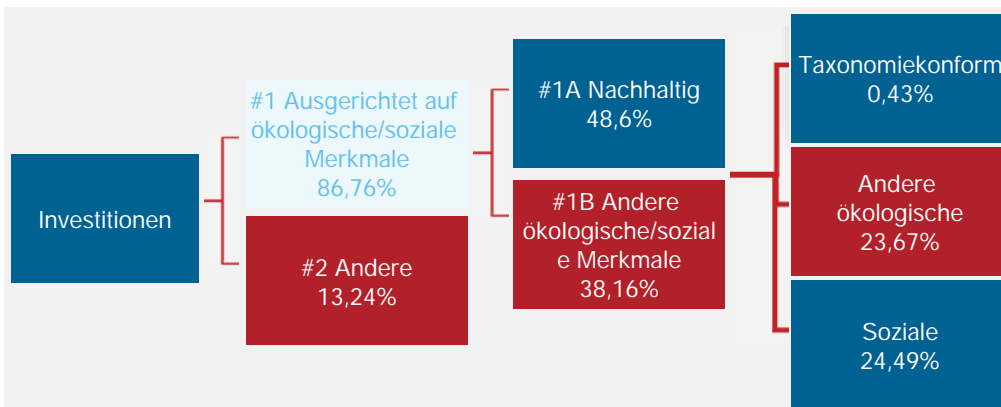 Investitionen
#1 Ausgerichtet auf
ökologische/soziale
Merkmale
86,76%
#2 Andere
13,24%
#1A Nachhaltig
48,6%
#1B Andere
ökologische/sozial
e Merkmale
38,16%
Taxonomiekonform
0,43%
Andere
ökologische
23,67%
Soziale
24,49%